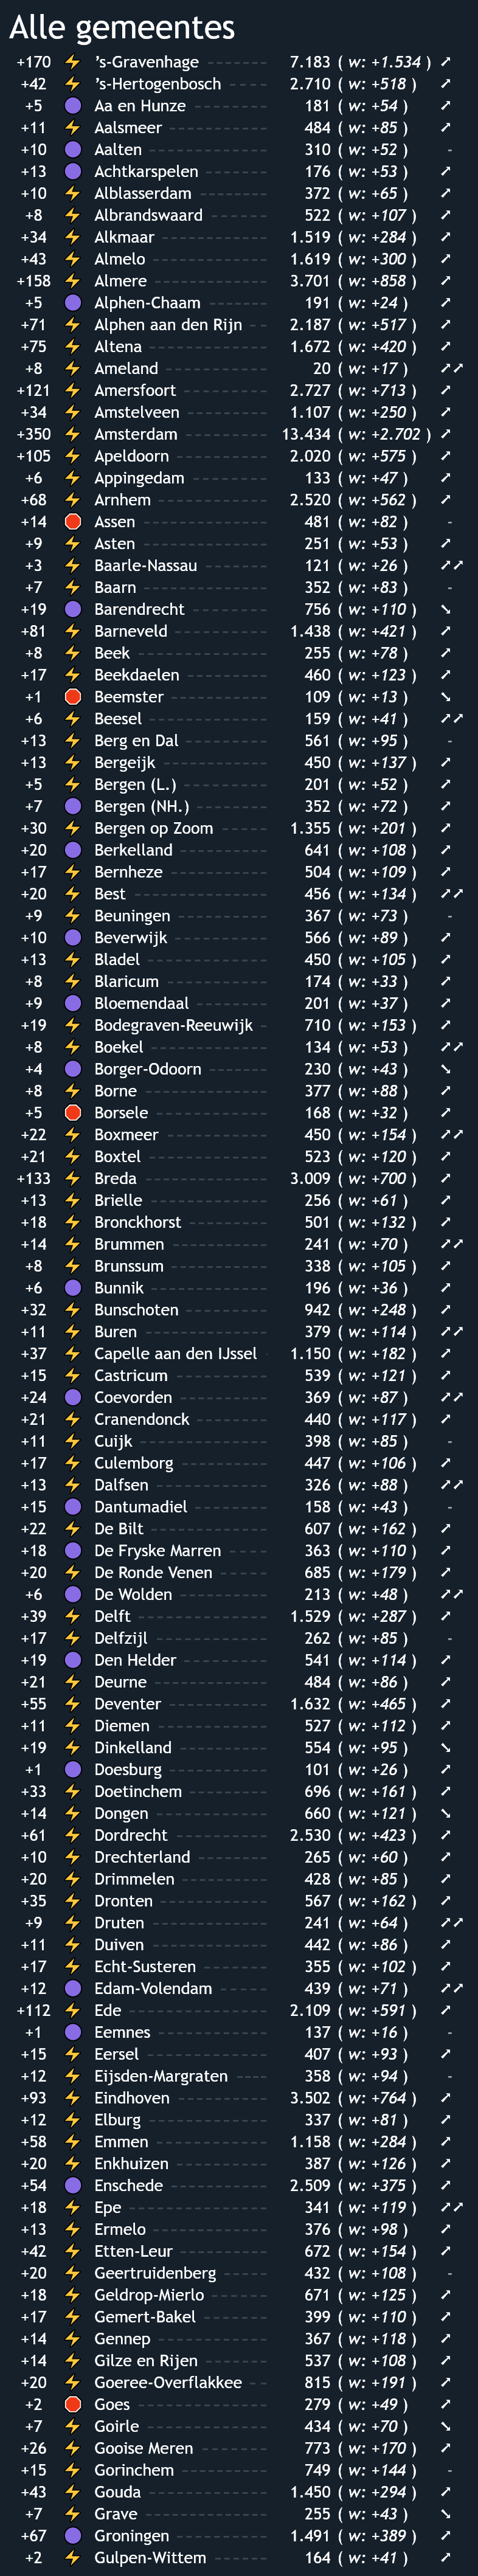 Alle gemeentes
+170 's-Gravenhage 7.183 ( w: +1.534 )
+42 's-Hertogenbosch 2.710 ( w: +518 )
+5 Aa en Hunze 181 ( w: +54 )
+11 Aalsmeer 484 ( w: +85 )
+10 Aalten 310 ( w: +52 ) -
+13 Achtkarspelen 176 ( w: +53 )
+10 Alblasserdam 372 ( w: +65 )
+8 Albrandswaard 522 ( w: +107 )
+34 Alkmaar 1.519 ( w: +284 )
+43 Almelo 1.619 ( w: +300 )
+158 Almere 3.701 ( w: +858 )
+5 Alphen-Chaam 191 ( w: +24 )
+71 Alphen aan den Rijn 2.187 ( w: +517 )
+75 Altena 1.672 ( w: +420 )
+8 Ameland 20 ( w: +17 )
+121 Amersfoort 2.727 ( w: +713 )
+34 Amstelveen 1.107 ( w: +250 )
+350 Amsterdam 13.434 ( w: +2.702 )
+105 Apeldoorn 2.020 ( w: +575 )
+6 Appingedam 133 ( w: +47 )
+68 Arnhem 2.520 ( w: +562 )
+14 Assen 481 ( w: +82 ) -
+9 Asten 251 ( w: +53 )
+3 Baarle-Nassau 121 ( w: +26 )
+7 Baarn 352 ( w: +83 ) -
+19 Barendrecht 756 ( w: +110 )
+81 Barneveld 1.438 ( w: +421 )
+8 Beek 255 ( w: +78 )
+17 Beekdaelen 460 ( w: +123 )
+1 Beemster 109 ( w: +13 )
+6 Beesel 159 ( w: +41 )
+13 Berg en Dal 561 ( w: +95 ) -
+13 Bergeijk 450 ( w: +137 )
+5 Bergen (L.) 201 ( w: +52 )
+7 Bergen (NH.) 352 ( w: +72 )
+30 Bergen op Zoom 1.355 ( w: +201 )
+20 Berkelland 641 ( w: +108 )
+17 Bernheze 504 ( w: +109 )
+20 Best 456 ( w: +134 )
+9 Beuningen 367 ( w: +73 ) -
+10 Beverwijk 566 ( w: +89 )
+13 Bladel 450 ( w: +105 )
+8 Blaricum 174 ( w: +33 )
+9 Bloemendaal 201 ( w: +37 )
+19 Bodegraven-Reeuwijk 710 ( w: +153 )
+8 Boekel 134 ( w: +53 )
+4 Borger-Odoorn 230 ( w: +43 )
+8 Borne 377 ( w: +88 )
+5 Borsele 168 ( w: +32 )
+22 Boxmeer 450 ( w: +154 )
+21 Boxtel 523 ( w: +120 )
+133 Breda 3.009 ( w: +700 )
+13 Brielle 256 ( w: +61 )
+18 Bronckhorst 501 ( w: +132 )
+14 Brummen 241 ( w: +70 )
+8 Brunssum 338 ( w: +105 )
+6 Bunnik 196 ( w: +36 )
+32 Bunschoten 942 ( w: +248 )
+11 Buren 379 ( w: +114 )
+37 Capelle aan den IJssel 1.150 ( w: +182 )
+15 Castricum 539 ( w: +121 )
+24 Coevorden 369 ( w: +87 )
+21 Cranendonck 440 ( w: +117 )
+11 Cuijk 398 ( w: +85 ) -
+17 Culemborg 447 ( w: +106 )
+13 Dalfsen 326 ( w: +88 )
+15 Dantumadiel 158 ( w: +43 ) -
+22 De Bilt 607 ( w: +162 )
+18 De Fryske Marren 363 ( w: +110 )
+20 De Ronde Venen 685 ( w: +179 )
+6 De Wolden 213 ( w: +48 )
+39 Delft 1.529 ( w: +287 )
+17 Delfzijl 262 ( w: +85 ) -
+19 Den Helder 541 ( w: +114 )
+21 Deurne 484 ( w: +86 )
+55 Deventer 1.632 ( w: +465 )
+11 Diemen 527 ( w: +112 )
+19 Dinkelland 554 ( w: +95 )
+1 Doesburg 101 ( w: +26 )
+33 Doetinchem 696 ( w: +161 )
+14 Dongen 660 ( w: +121 )
+61 Dordrecht 2.530 ( w: +423 )
+10 Drechterland 265 ( w: +60 )
+20 Drimmelen 428 ( w: +85 )
+35 Dronten 567 ( w: +162 )
+9 Druten 241 ( w: +64 )
+11 Duiven 442 ( w: +86 )
+17 Echt-Susteren 355 ( w: +102 )
+12 Edam-Volendam 439 ( w: +71 )
+112 Ede 2.109 ( w: +591 )
+1 Eemnes 137 ( w: +16 ) -
+15 Eersel 407 ( w: +93 )
+12 Eijsden-Margraten 358 ( w: +94 ) -
+93 Eindhoven 3.502 ( w: +764 )
+12 Elburg 337 ( w: +81 )
+58 Emmen 1.158 ( w: +284 )
+20 Enkhuizen 387 ( w: +126 )
+54 Enschede 2.509 ( w: +375 )
+18 Epe 341 ( w: +119 )
+13 Ermelo 376 ( w: +98 )
+42 Etten-Leur 672 ( w: +154 )
+20 Geertruidenberg 432 ( w: +108 ) -
+18 Geldrop-Mierlo 671 ( w: +125 )
+17 Gemert-Bakel 399 ( w: +110 )
+14 Gennep 367 ( w: +118 )
+14 Gilze en Rijen 537 ( w: +108 )
+20 Goeree-Overflakkee 815 ( w: +191 )
+2 Goes 279 ( w: +49 )
+7 Goirle 434 ( w: +70 )
+26 Gooise Meren 773 ( w: +170 )
+15 Gorinchem 749 ( w: +144 ) -
+43 Gouda 1.450 ( w: +294 )
+7 Grave 255 ( w: +43 )
+67 Groningen 1.491 ( w: +389 )
+2 Gulpen-Wittem 164 ( w: +41 )